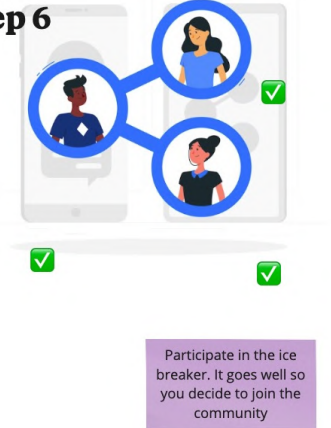 ep 6
Participate in the ice
breaker. It goes well so
you decide to join the
community